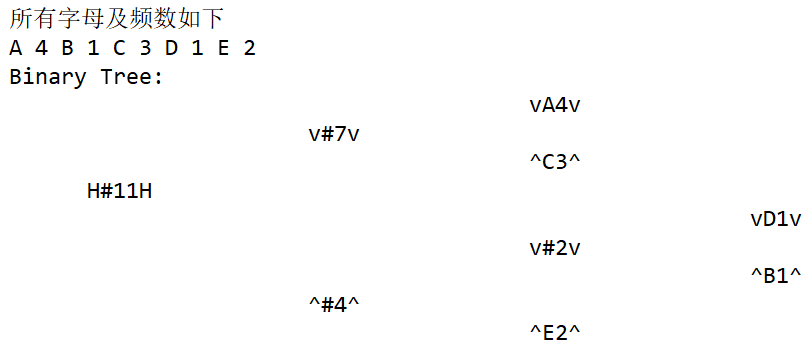 所有字母及频数如下
A 4 B 1 C 3 D 1 E 2
Binary Tree:
vA4v
v#7v
^C3^
H#11H
vD1v
v#2v
^B1^
^#4^
^E2^